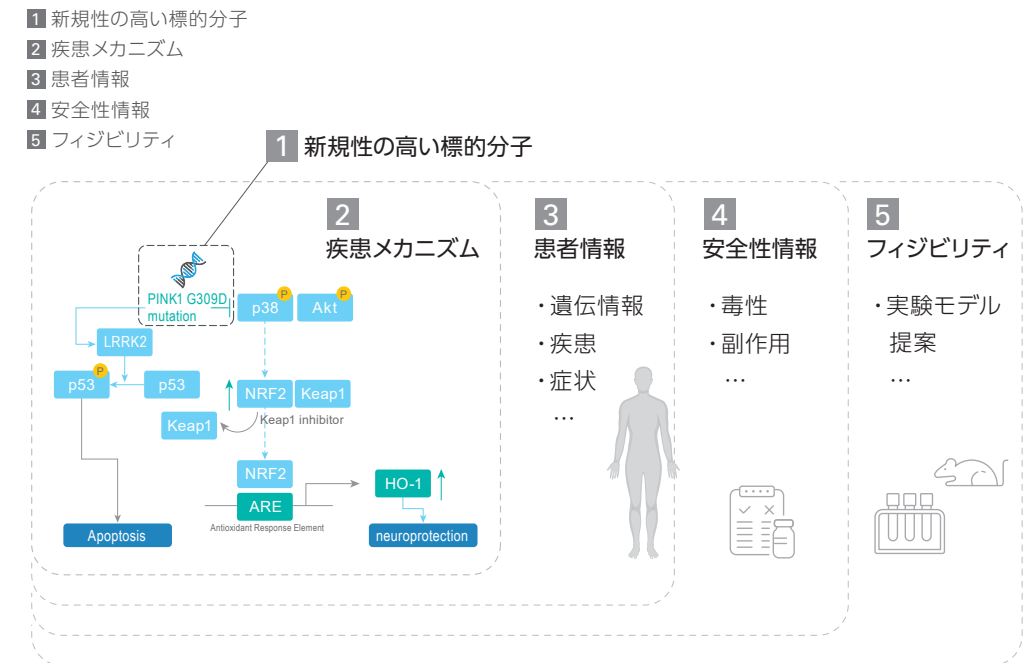 1 新規性の高い標的分子
2 疾患メカニズム
3 患者情報
4 安全性情報
5 フィジビリティ
1 新規性の高い標的分子
2
疾患メカニズム
PINK1 G309D
mutation
p38
P
Akt
P
LRRK2
p53
P
p53
NRF2
Keap1
Keap1
Keap1 inhibitor
NRF2
ARE
Antioxidant Response Element
HO-1
Apoptosis
neuroprotection
3
患者情報
・遺伝情報
・疾患
・症状
…
4
安全性情報
・毒性
・副作用
…
5
フィジビリティ
・実験モデル
提案
…